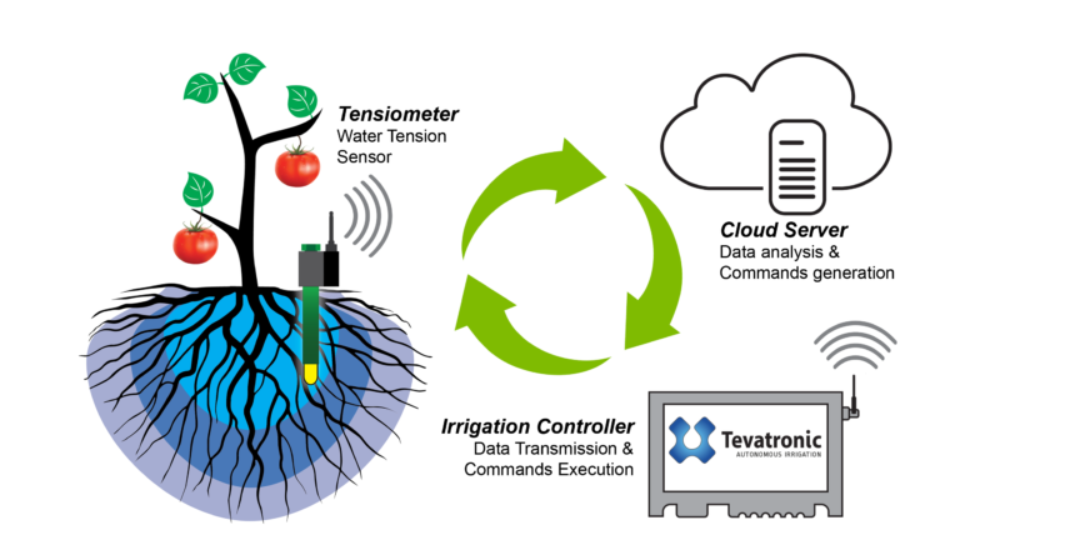 Tensiometer
Water Tension
Sensor
Cloud Server
Data analysis &
Commands generation
Irrigation Controller
Data Transmission &
Commands Execution
Tevatronic
AUTONOMOUS IRRIGATION